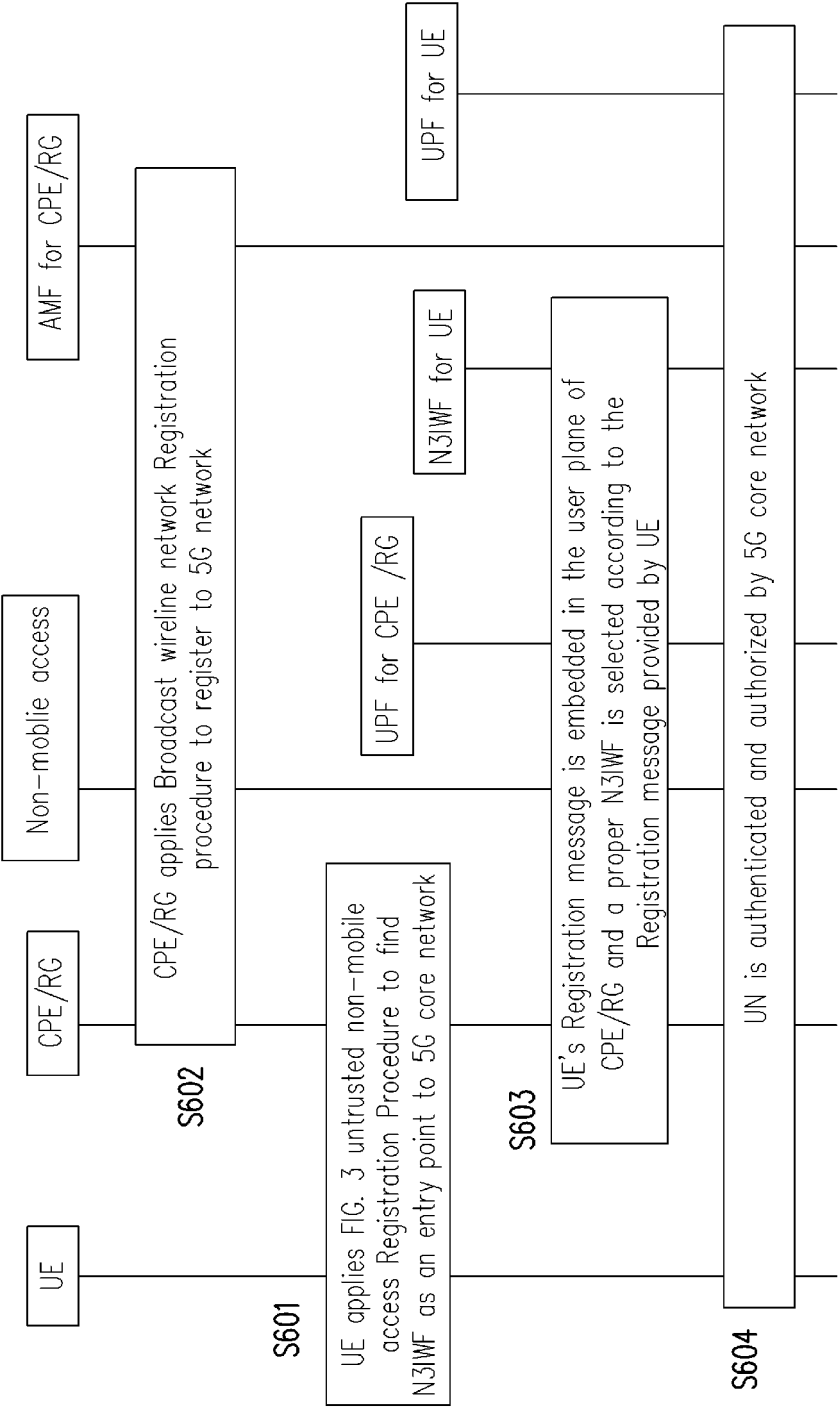 UE
CPE/RG
Non-moblie access
AMF for CPE/RG
S602
CPE/RG applies Broadcast wireline network Registration
procedure to register to 5G network
S601
UE applies FIG. 3 untrusted non-mobile
access Registration Procedure to find
N3IWF as an entry point to 5G core network
UPF for CPE /RG
N3IWF for UE
UPF for UE
S603
UE's Registration message is embedded in the user plane of
CPE/RG and a proper N3IWF is selected according to the
Registration message provided by UE
S604
UN is authenticated and authorized by 5G core network